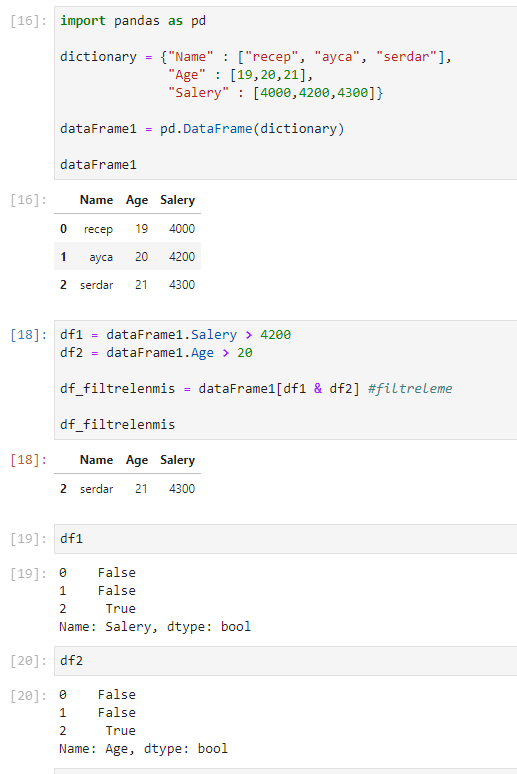 [16]: import pandas as pd
dictionary = {"Name" : ["recep", "ayca", "serdar"],
"Age" : [19,20,21],
"Salery" : [4000,4200,4300]}
dataFrame1 = pd.DataFrame(dictionary)
dataFrame1
[16]: Name Age Salery
0 recep 19 4000
1 ayca 20 4200
2 serdar 21 4300
[18]: df1 = dataFrame1.Salery > 4200
df2 = dataFrame1.Age > 20
df_filtrelenmis = dataFrame1[df1 & df2] #filtreleme
df_filtrelenmis
[18]: Name Age Salery
2 serdar 21 4300
[19]: df1
[19]: 0 False
1 False
2 True
Name: Salery, dtype: bool
[20]: df2
[20]: 0 False
1 False
2 True
Name: Age, dtype: bool